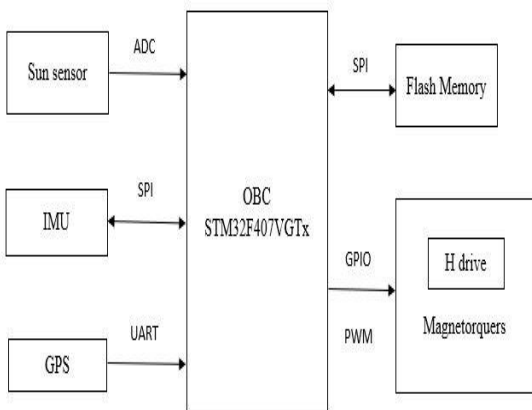 ADC
Sun sensor
SPI
Flash Memory
SPI
IMU
OBC
STM32F407VGTx
GPIO
H drive
PWM
Magnetorquers
UART
GPS